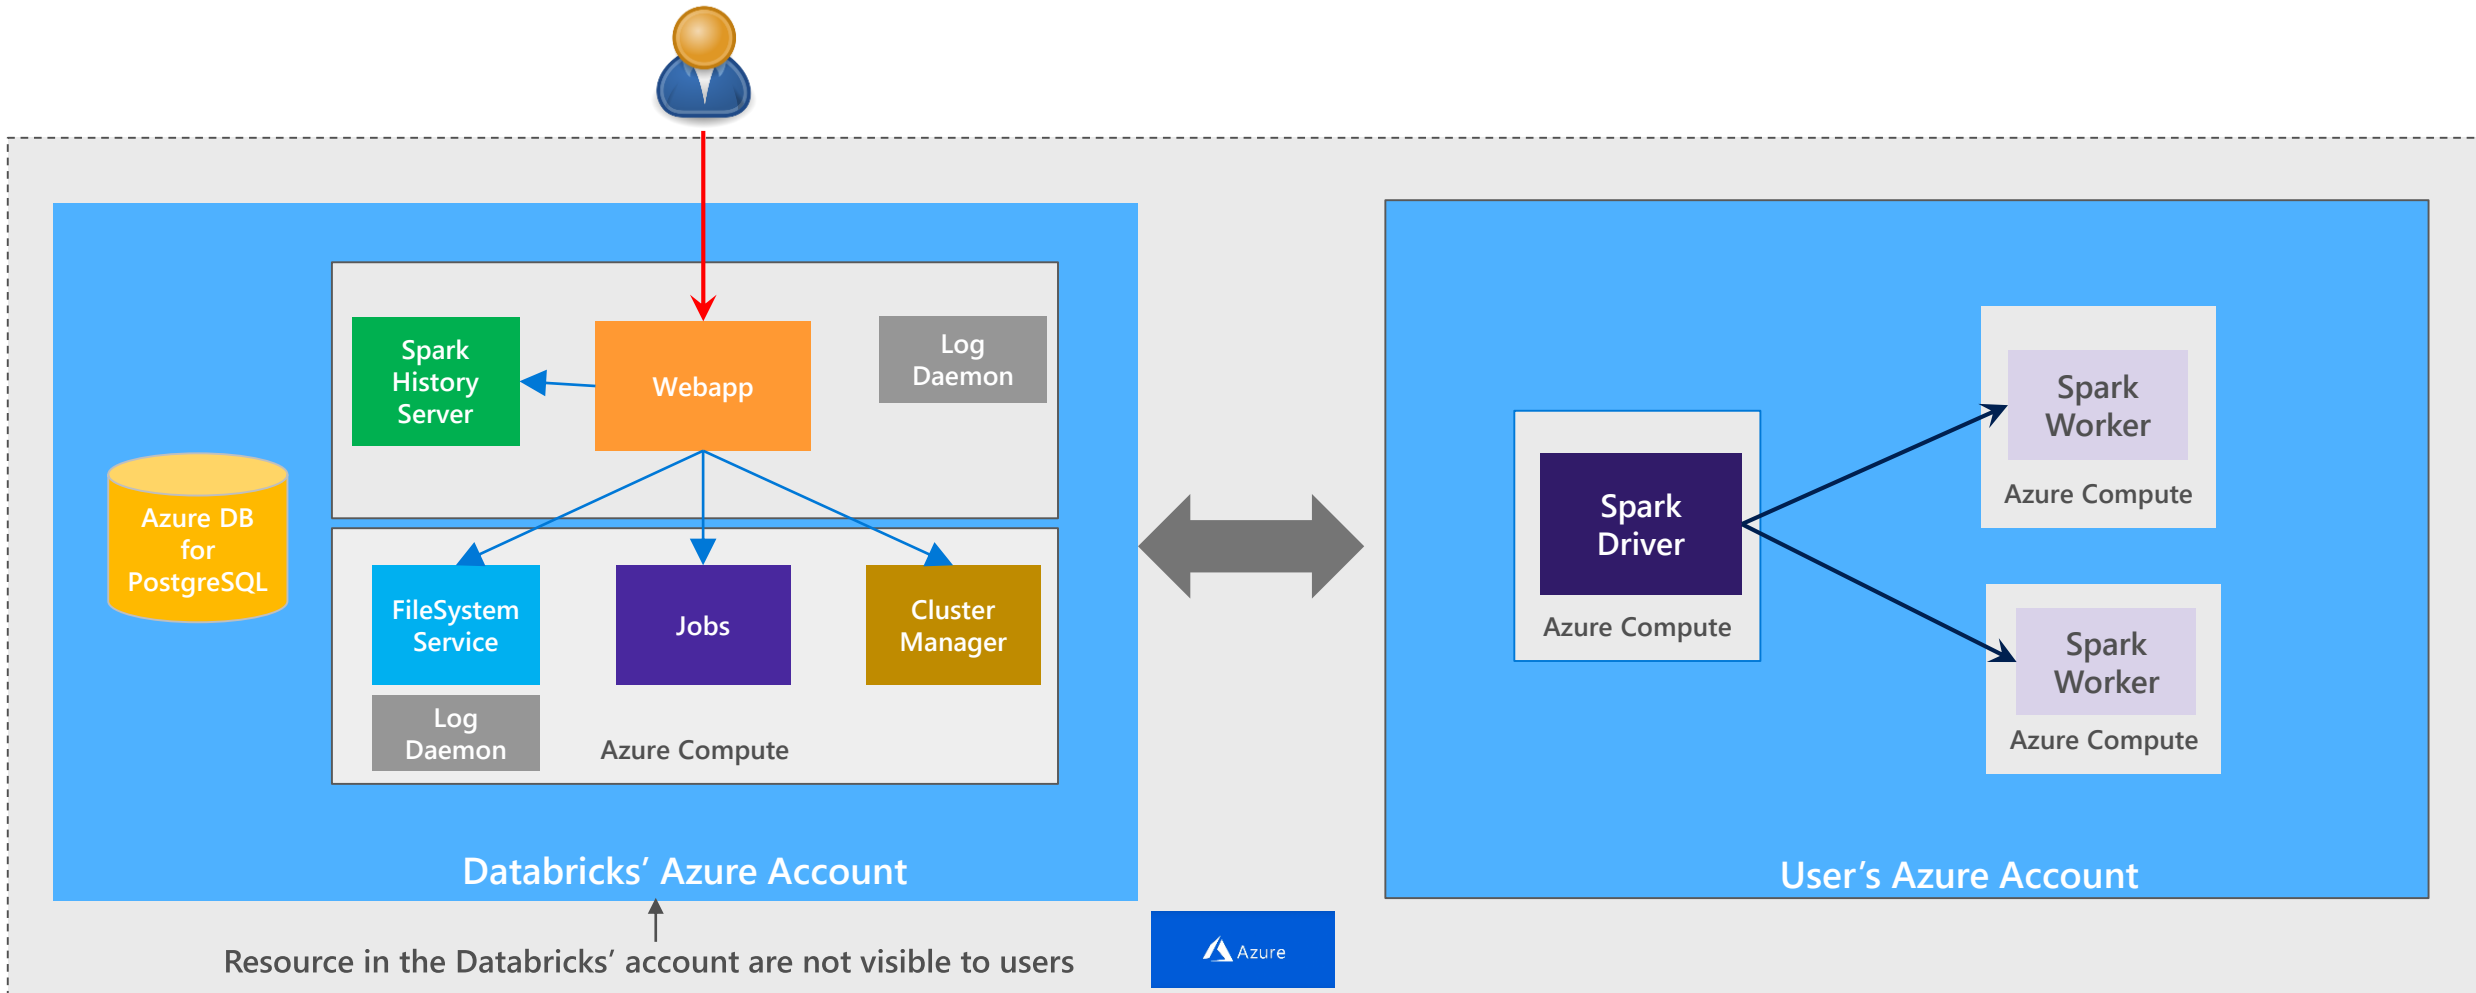 Spark
History
Server
Webapp
Log
Daemon
Azure DB
for
PostgreSQL
FileSystem
Service
Jobs
Cluster
Manager
Log
Daemon
Azure Compute
Databricks’ Azure Account
Resource in the Databricks’ account are not visible to users
Azure
Spark
Driver
Azure Compute
Spark
Worker
Azure Compute
Spark
Worker
Azure Compute
User’s Azure Account